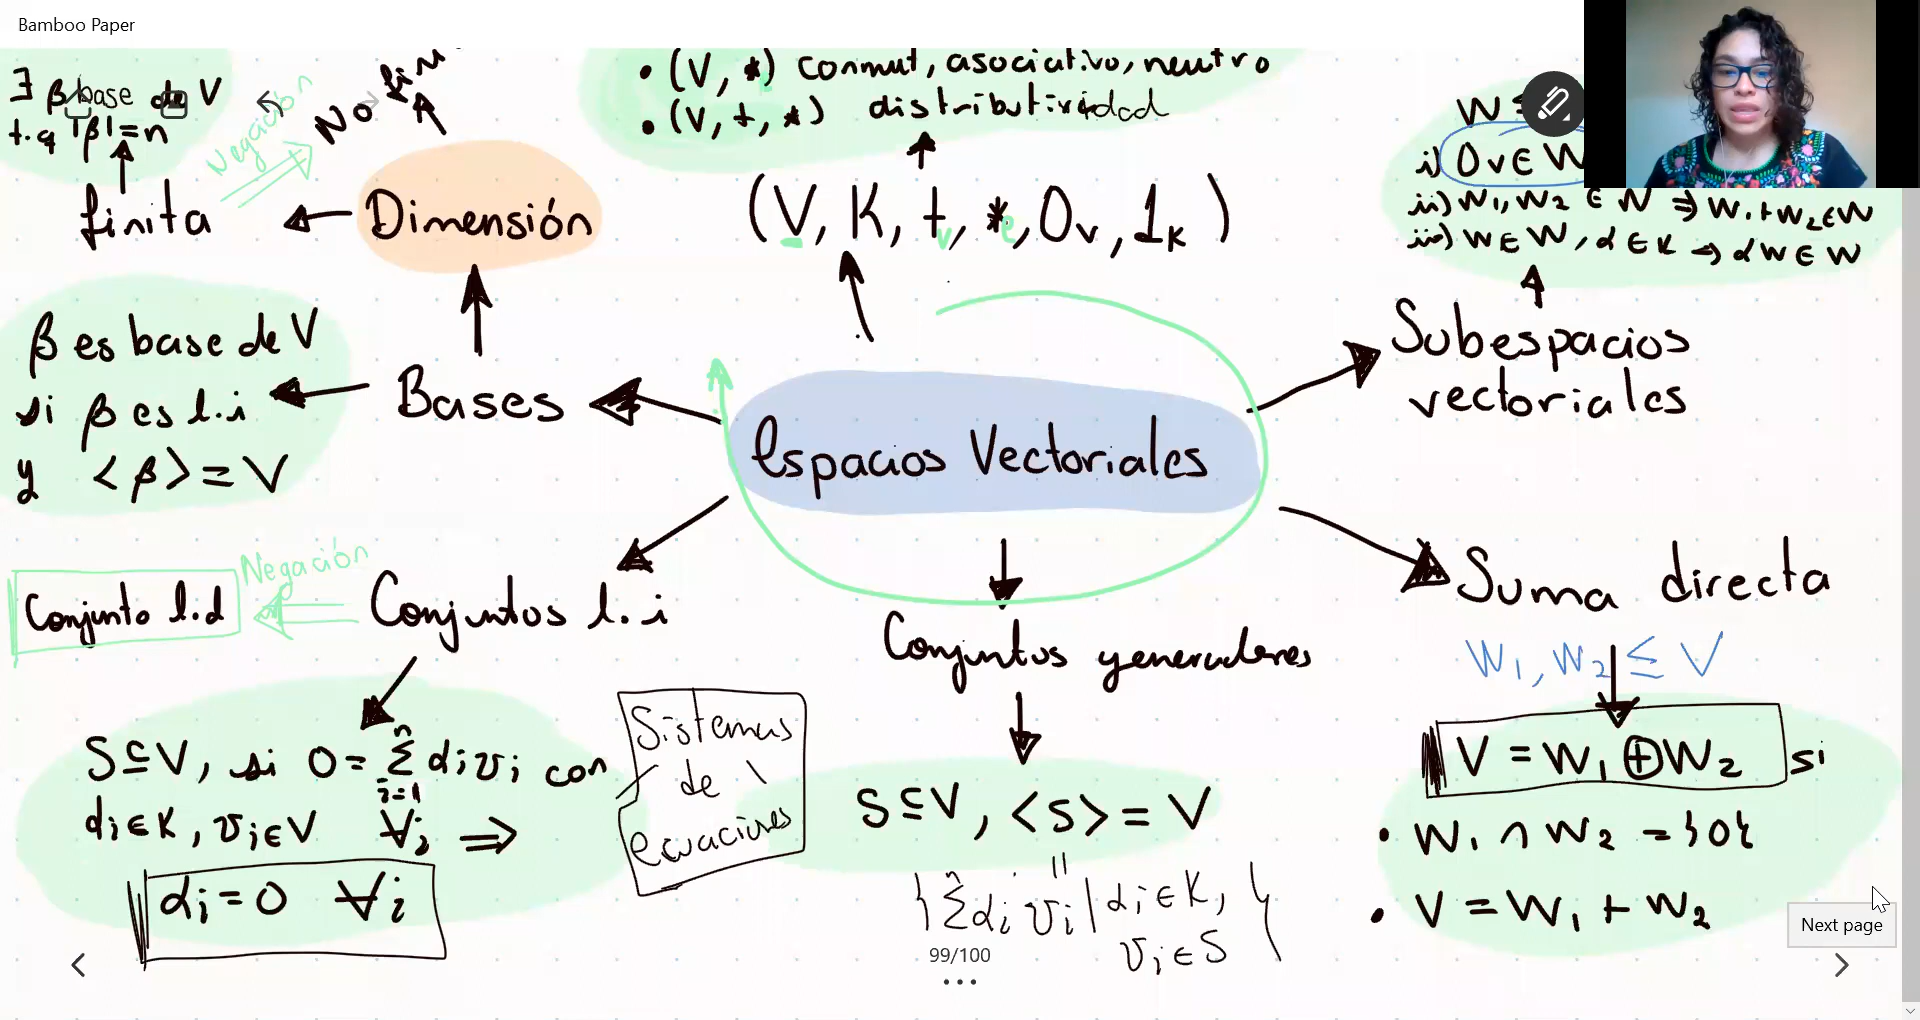 Bamboo Paper
∃ β base de V
t.q |β|=n
Negación
No
finita
Dimensión
• (V, *) conmut, asociativo, neutro
• (V, +, *) distributividad
(V, K, +, *, 0v, 1k)
i) 0v ∈ W
ii) W1, W2 ∈ W ⇒ W1+W2 ∈ W
iii) W ∈ W, α ∈ K → αW ∈ W
Subespacios
vectoriales
β es base de V
si β es l.i
y <β> = V
Bases
Espacios Vectoriales
Conjunto l.d
Negación
Conjuntos l.i
S⊆V, si 0 = Σ αi vi con
n
i=1
αi∈K, vi∈V ∀i ⇒
αi = 0 ∀i
Sistemas
de
ecuaciones
Conjuntos generadores
S⊆V, <S> = V
{Σ αi vi | αi ∈ K,
vi ∈ S}
Suma directa
W1, W2 ≤ V
V = W1 ⊕ W2 si
• W1 ∩ W2 = {0}
• V = W1 + W2
99/100
Next page